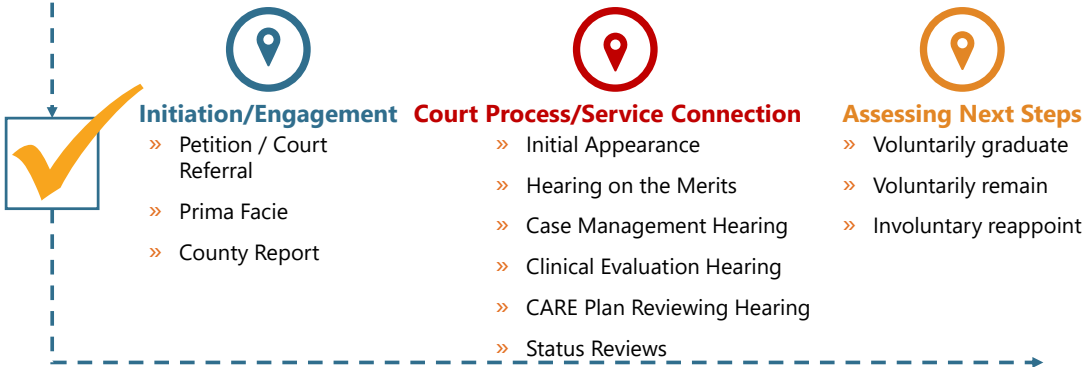 Initiation/Engagement
» Petition / Court
Referral
» Prima Facie
» County Report
Court Process/Service Connection
» Initial Appearance
» Hearing on the Merits
» Case Management Hearing
» Clinical Evaluation Hearing
» CARE Plan Reviewing Hearing
» Status Reviews
Assessing Next Steps
» Voluntarily graduate
» Voluntarily remain
» Involuntary reappoint